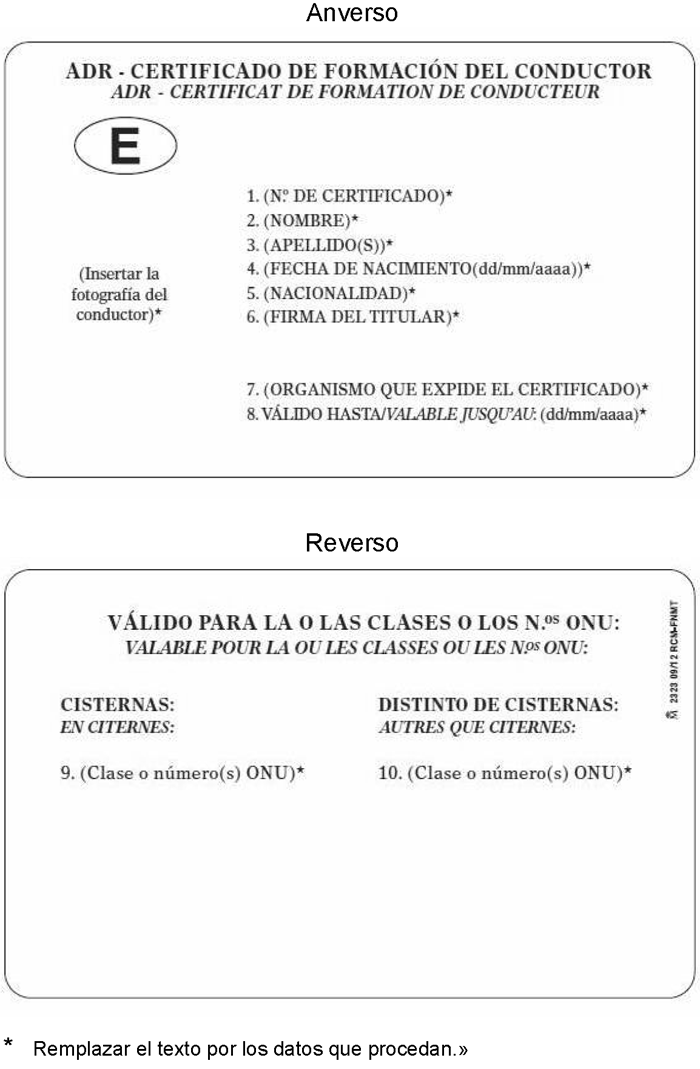 Anverso
ADR - CERTIFICADO DE FORMACIÓN DEL CONDUCTOR
ADR - CERTIFICAT DE FORMATION DE CONDUCTEUR
E
1. (N.º DE CERTIFICADO)*
2. (NOMBRE)*
3. (APELLIDO(S))*
4. (FECHA DE NACIMIENTO(dd/mm/aaaa))*
5. (NACIONALIDAD)*
6. (FIRMA DEL TITULAR)*
(Insertar la
fotografía del
conductor)*
7. (ORGANISMO QUE EXPIDE EL CERTIFICADO)*
8. VÁLIDO HASTA/VALABLE JUSQU'AU: (dd/mm/aaaa)*
Reverso
VÁLIDO PARA LA O LAS CLASES O LOS N.os ONU:
VALABLE POUR LA OU LES CLASSES OU LES N.os ONU:
CISTERNAS:
EN CITERNES:
9. (Clase o número(s) ONU)*
DISTINTO DE CISTERNAS:
AUTRES QUE CITERNES:
10. (Clase o número(s) ONU)*
2323 09/12 RCM-FNMT
* Remplazar el texto por los datos que procedan.»